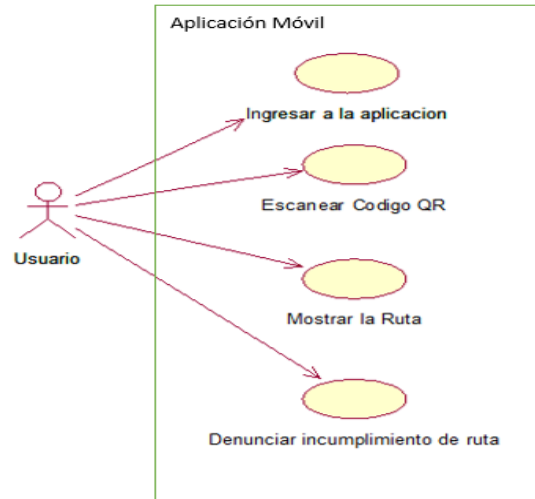 Aplicación Móvil
Ingresar a la aplicacion
Escanear Codigo QR
Usuario
Mostrar la Ruta
Denunciar incumplimiento de ruta